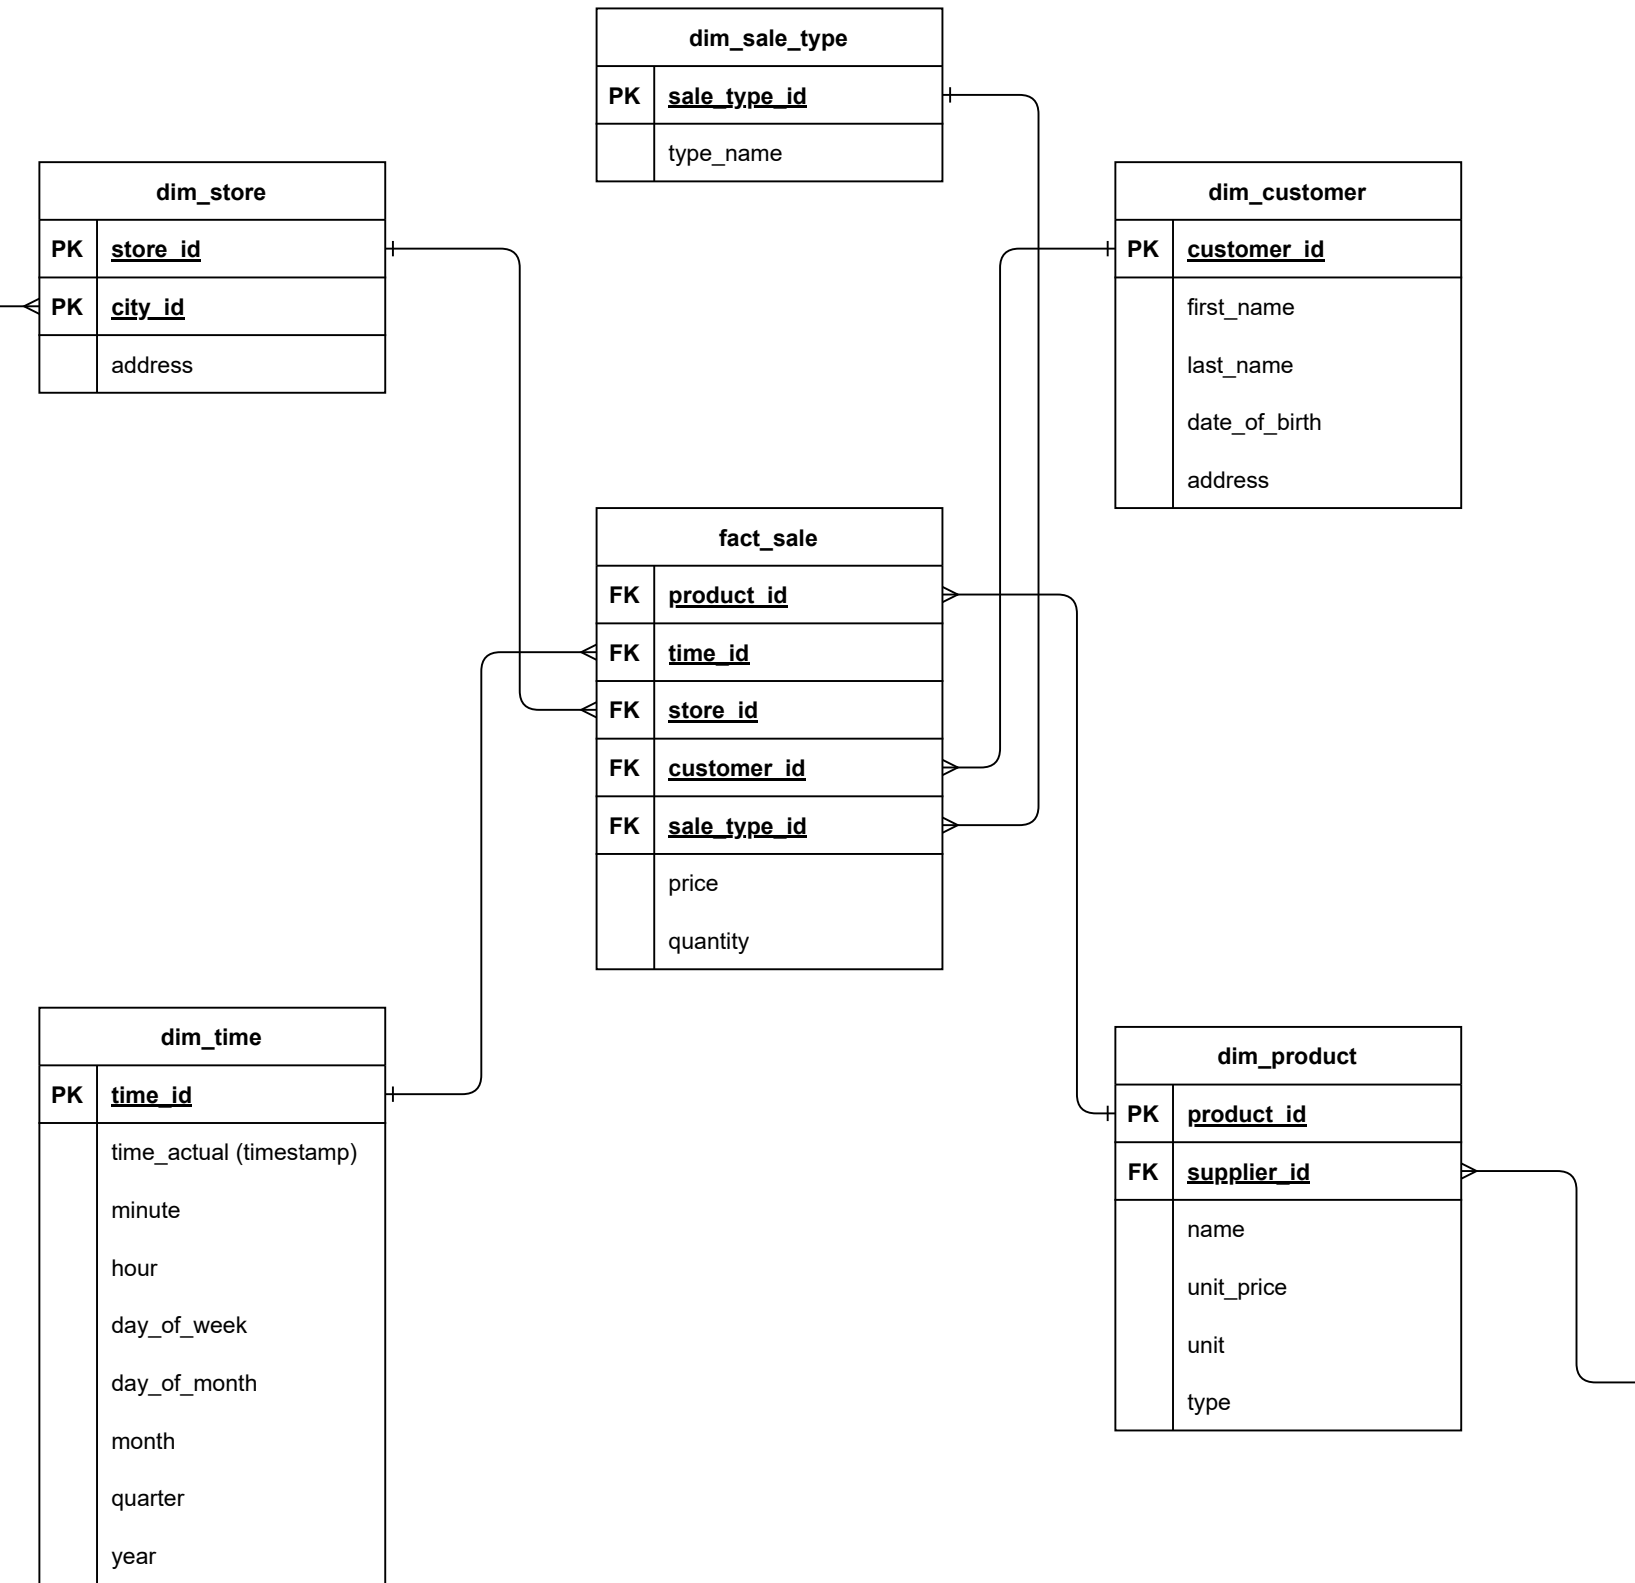 dim_sale_type
PK sale_type_id
type_name
dim_store
PK store_id
PK city_id
address
dim_customer
PK customer_id
first_name
last_name
date_of_birth
address
fact_sale
FK product_id
FK time_id
FK store_id
FK customer_id
FK sale_type_id
price
quantity
dim_time
PK time_id
time_actual (timestamp)
minute
hour
day_of_week
day_of_month
month
quarter
year
dim_product
PK product_id
FK supplier_id
name
unit_price
unit
type